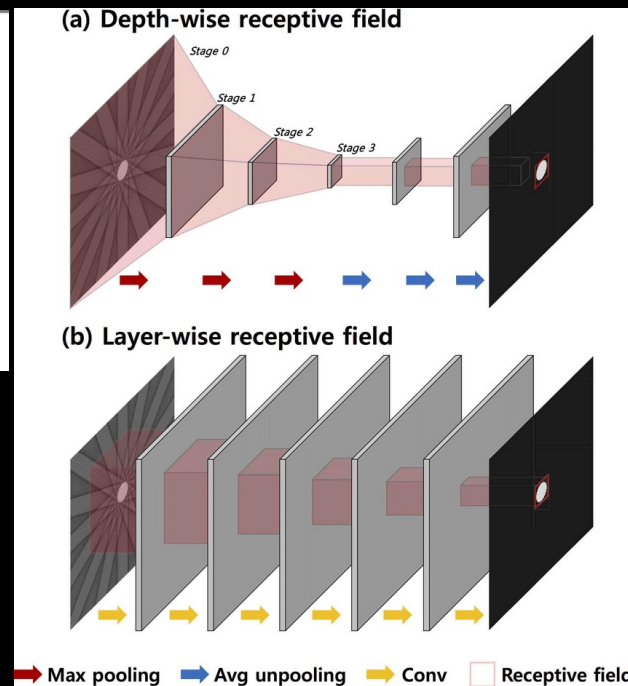 (a) Depth-wise receptive field
Stage 0
Stage 1
Stage 2
Stage 3
(b) Layer-wise receptive field
Max pooling
Avg unpooling
Conv
Receptive field